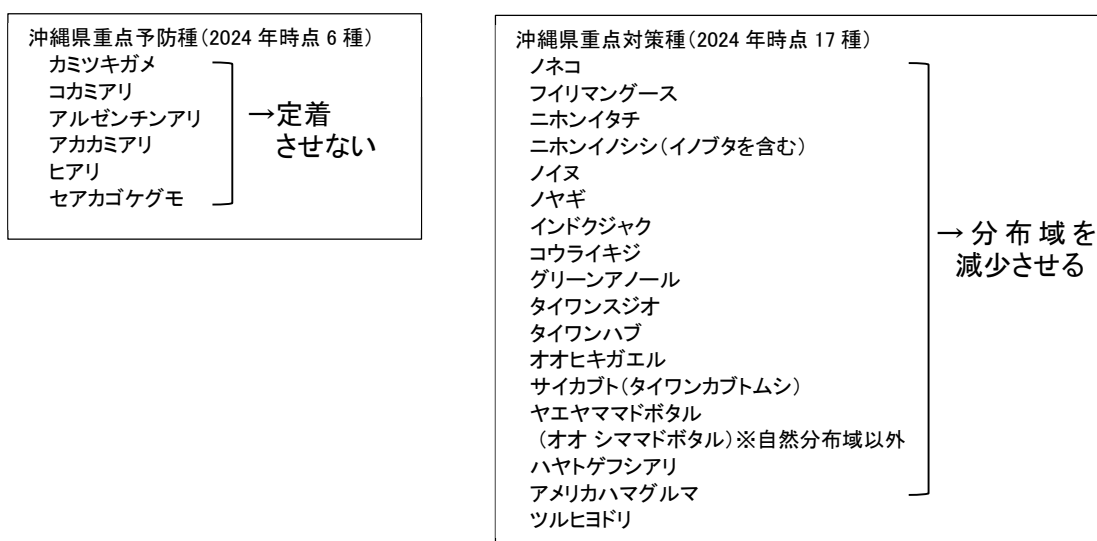 沖縄県重点予防種（2024 年時点 6 種）
カミツキガメ
コカミアリ
アルゼンチンアリ
アカカミアリ
ヒアリ
セアカゴケグモ
→定着
させない
沖縄県重点対策種（2024 年時点 17 種）
ノネコ
フイリマングース
ニホンイタチ
ニホンイノシシ（イノブタを含む）
ノイヌ
ノヤギ
インドクジャク
コウライキジ
グリーンアノール
タイワンスジオ
タイワンハブ
オオヒキガエル
サイカブト（タイワンカブトムシ）
ヤエヤママドボタル
（オオ シママドボタル）※自然分布域以外
ハヤトゲフシアリ
アメリカハマグルマ
ツルヒヨドリ
→ 分 布 域 を
減少させる